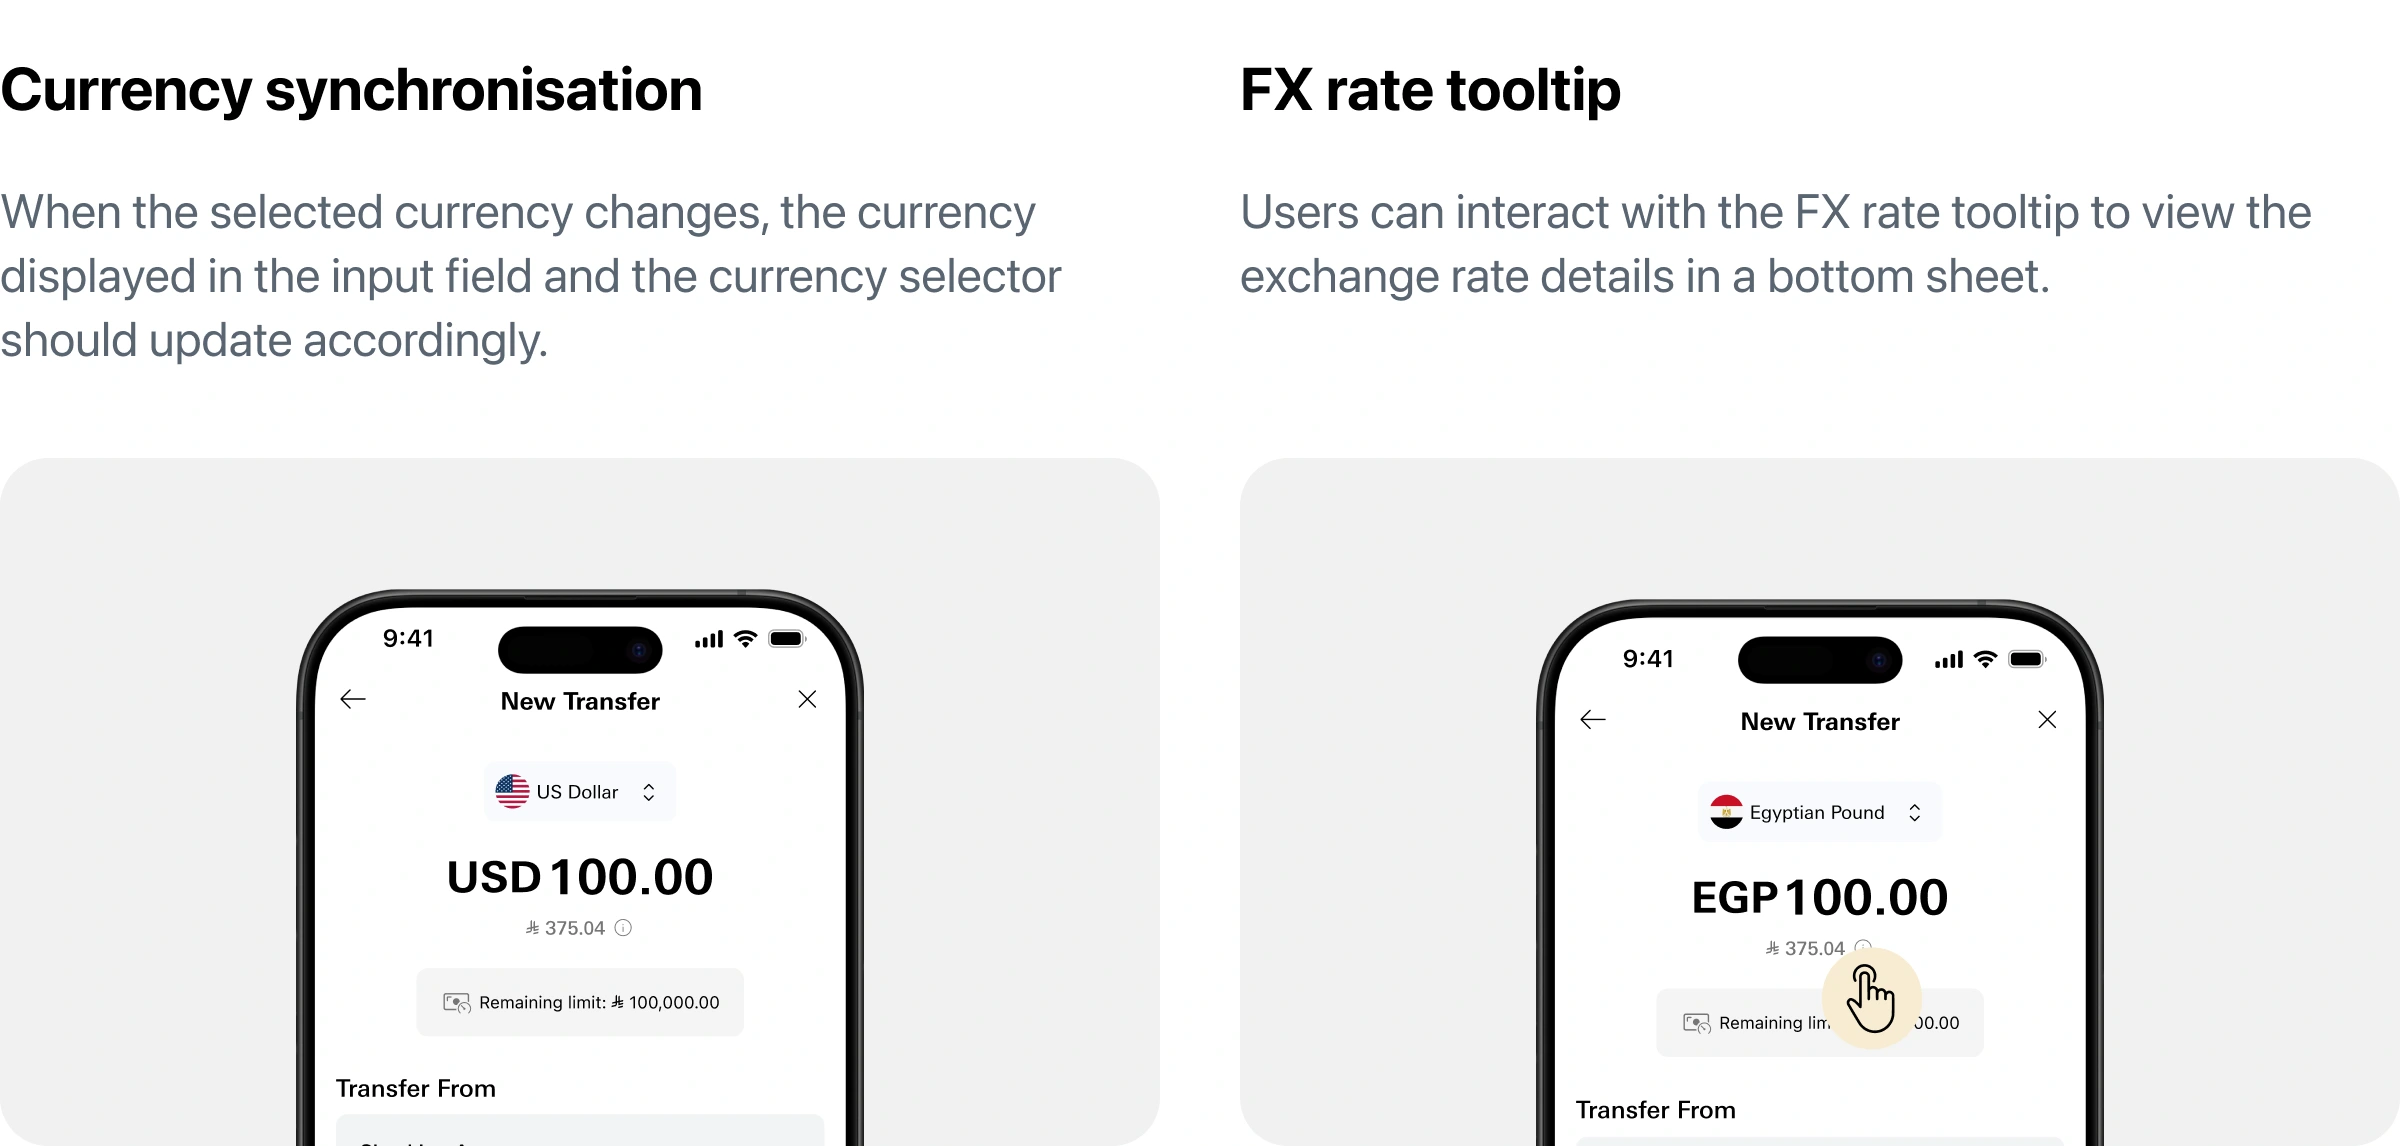 Currency synchronisation
When the selected currency changes, the currency
displayed in the input field and the currency selector
should update accordingly.
9:41
New Transfer
US Dollar
USD 100.00
375.04
Remaining limit: 100,000.00
Transfer From
FX rate tooltip
Users can interact with the FX rate tooltip to view the
exchange rate details in a bottom sheet.
9:41
New Transfer
Egyptian Pound
EGP 100.00
375.04
Remaining
00.00
Transfer From